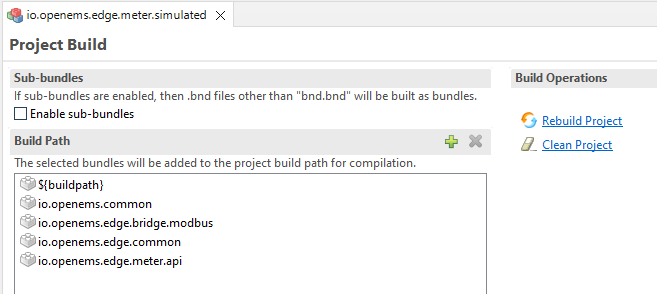 io.openems.edge.meter.simulated
Project Build
Sub-bundles
If sub-bundles are enabled, then .bnd files other than "bnd.bnd" will be built as bundles.
Enable sub-bundles
Build Path
The selected bundles will be added to the project build path for compilation.
${buildpath}
io.openems.common
io.openems.edge.bridge.modbus
io.openems.edge.common
io.openems.edge.meter.api
Build Operations
Rebuild Project
Clean Project